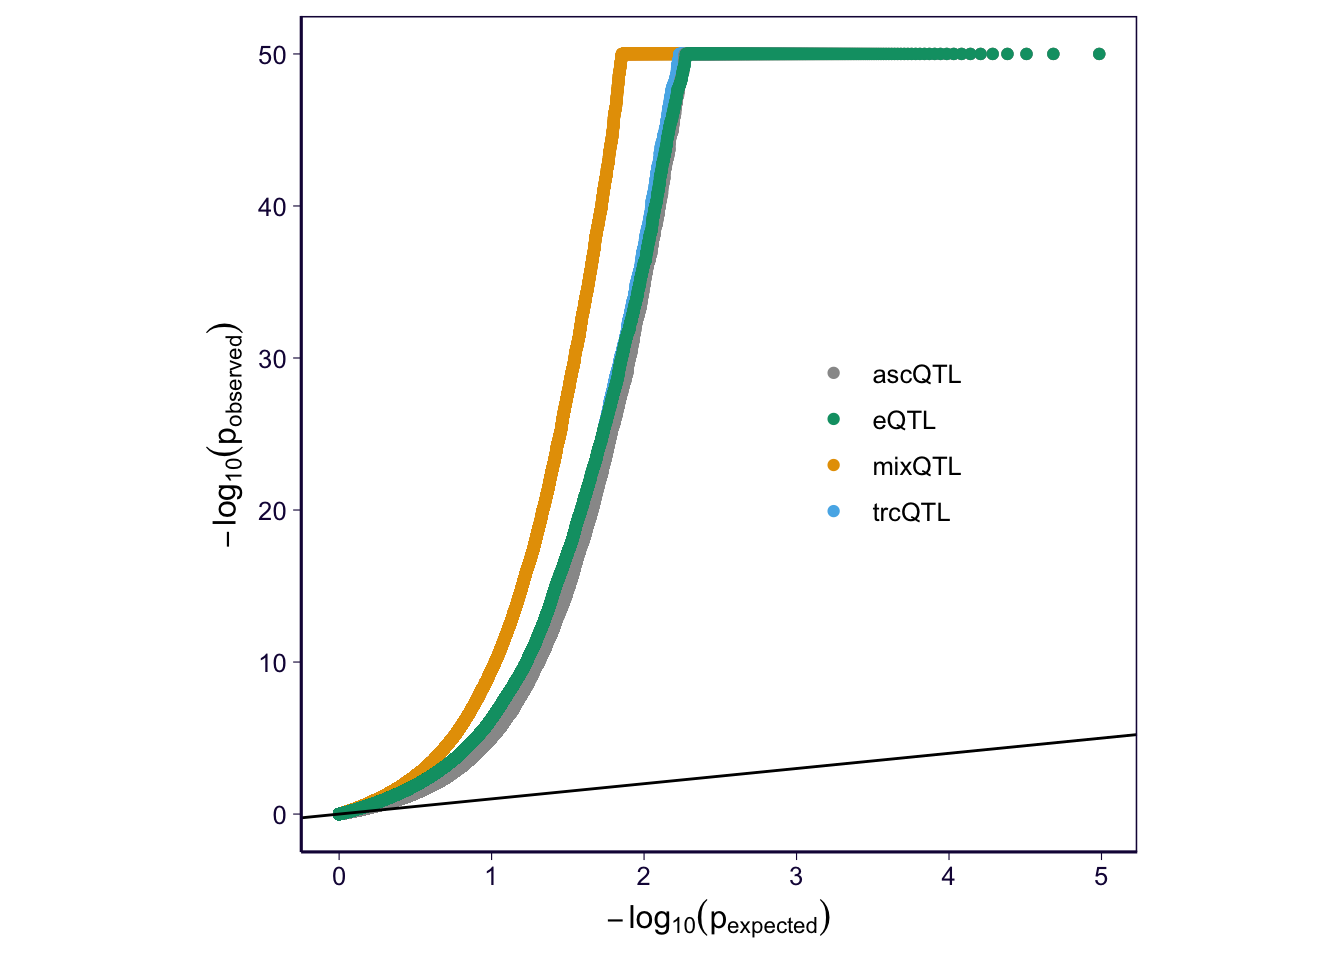 50
40
30
20
10
0
−log10(pobserved)
ascQTL
eQTL
mixQTL
trcQTL
0 1 2 3 4 5
−log10(pexpected)